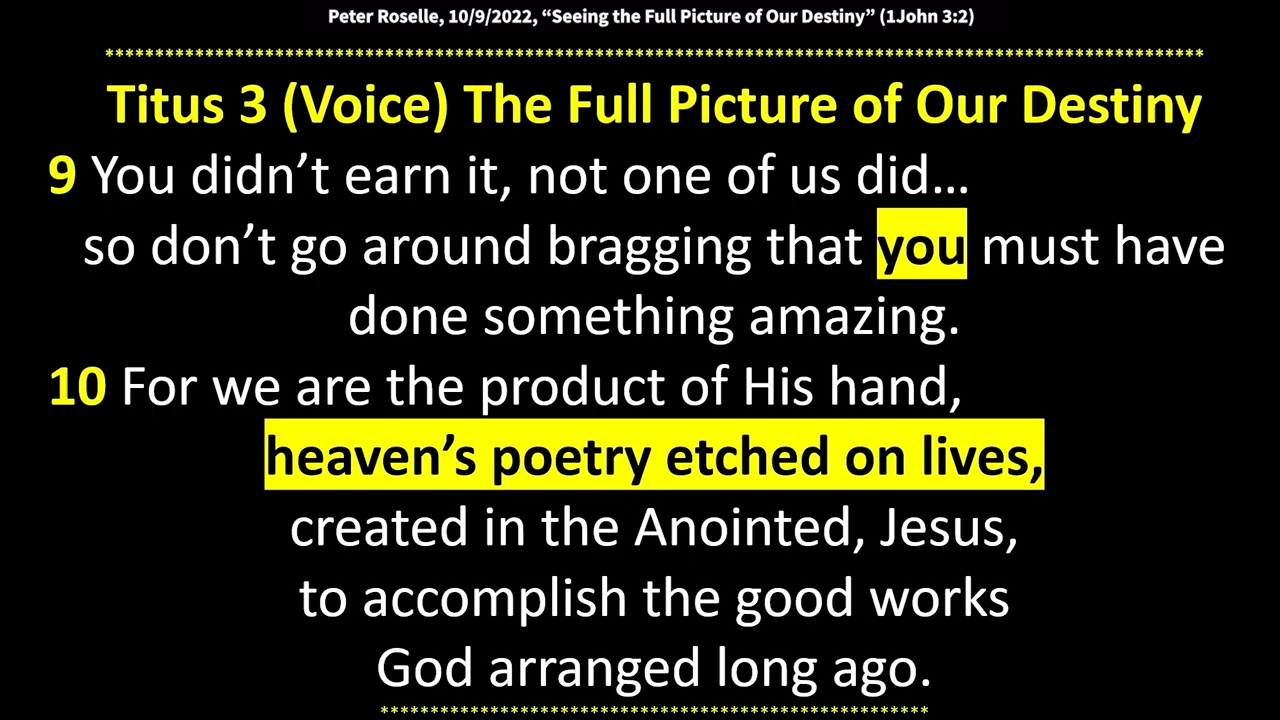 Peter Roselle, 10/9/2022, “Seeing the Full Picture of Our Destiny” (1John 3:2)
Titus 3 (Voice) The Full Picture of Our Destiny
9 You didn’t earn it, not one of us did…
so don’t go around bragging that you must have
done something amazing.
10 For we are the product of His hand,
heaven’s poetry etched on lives,
created in the Anointed, Jesus,
to accomplish the good works
God arranged long ago.